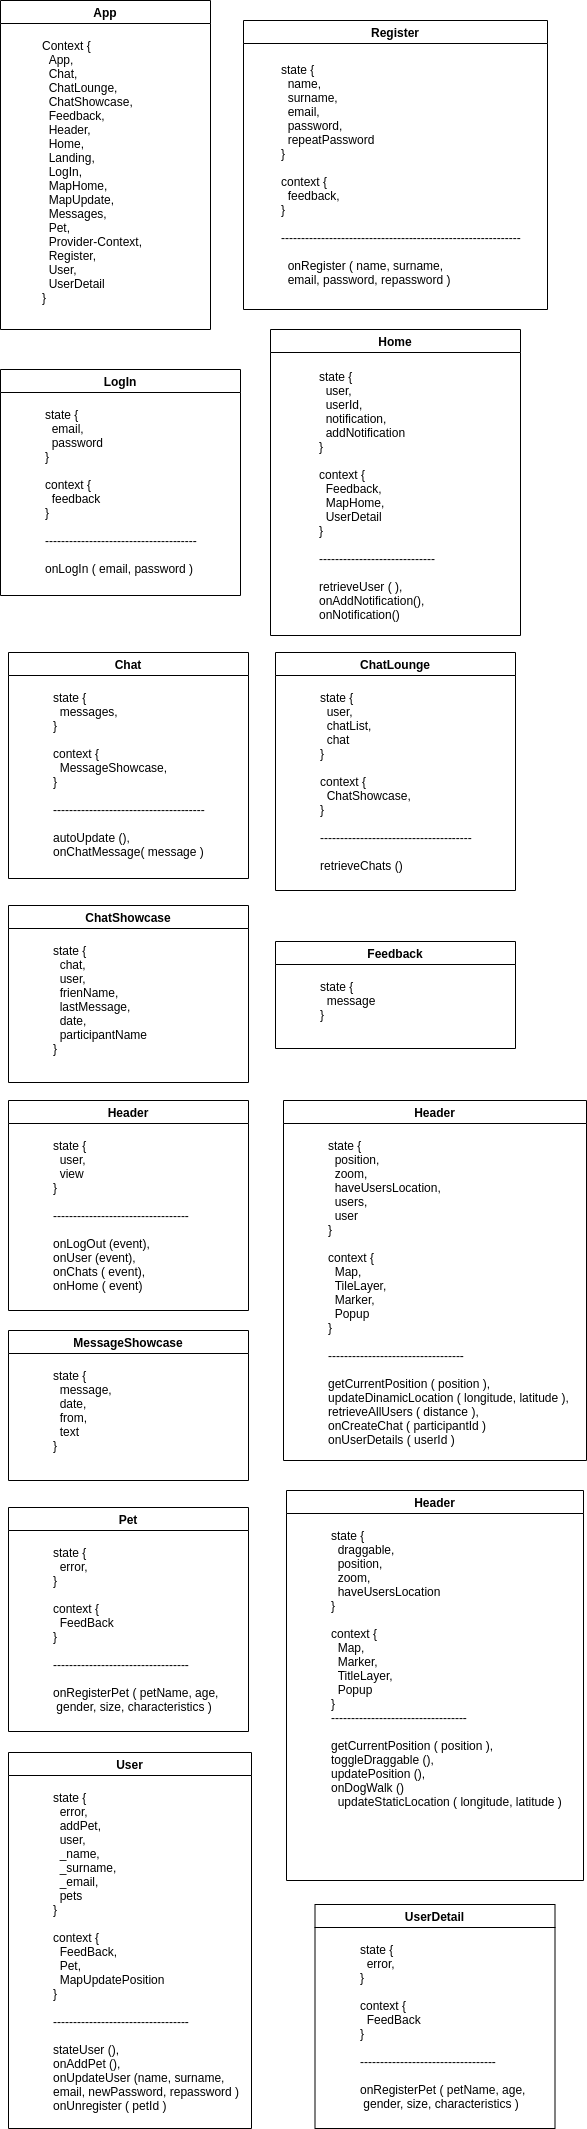 App
Context {
App,
Chat,
ChatLounge,
ChatShowcase,
Feedback,
Header,
Home,
Landing,
LogIn,
MapHome,
MapUpdate,
Messages,
Pet,
Provider-Context,
Register,
User,
UserDetail
}
Register
state {
name,
surname,
email,
password,
repeatPassword
}
context {
feedback,
}
------------------------------------------------------------
onRegister ( name, surname,
email, password, repassword )
LogIn
state {
email,
password
}
context {
feedback
}
--------------------------------------
onLogIn ( email, password )
Home
state {
user,
userId,
notification,
addNotification
}
context {
Feedback,
MapHome,
UserDetail
}
-----------------------------
retrieveUser ( ),
onAddNotification(),
onNotification()
Chat
state {
messages,
}
context {
MessageShowcase,
}
--------------------------------------
autoUpdate (),
onChatMessage( message )
ChatLounge
state {
user,
chatList,
chat
}
context {
ChatShowcase,
}
--------------------------------------
retrieveChats ()
ChatShowcase
state {
chat,
user,
frienName,
lastMessage,
date,
participantName
}
Feedback
state {
message
}
Header
state {
user,
view
}
----------------------------------
onLogOut (event),
onUser (event),
onChats ( event),
onHome ( event)
Header
state {
position,
zoom,
haveUsersLocation,
users,
user
}
context {
Map,
TileLayer,
Marker,
Popup
}
----------------------------------
getCurrentPosition ( position ),
updateDinamicLocation ( longitude, latitude ),
retrieveAllUsers ( distance ),
onCreateChat ( participantId )
onUserDetails ( userId )
MessageShowcase
state {
message,
date,
from,
text
}
Pet
state {
error,
}
context {
FeedBack
}
----------------------------------
onRegisterPet ( petName, age,
gender, size, characteristics )
Header
state {
draggable,
position,
zoom,
haveUsersLocation
}
context {
Map,
Marker,
TitleLayer,
Popup
}
----------------------------------
getCurrentPosition ( position ),
toggleDraggable (),
updatePosition (),
onDogWalk ()
updateStaticLocation ( longitude, latitude )
User
state {
error,
addPet,
user,
_name,
_surname,
_email,
pets
}
context {
FeedBack,
Pet,
MapUpdatePosition
}
----------------------------------
stateUser (),
onAddPet (),
onUpdateUser (name, surname,
email, newPassword, repassword )
onUnregister ( petId )
UserDetail
state {
error,
}
context {
FeedBack
}
----------------------------------
onRegisterPet ( petName, age,
gender, size, characteristics )